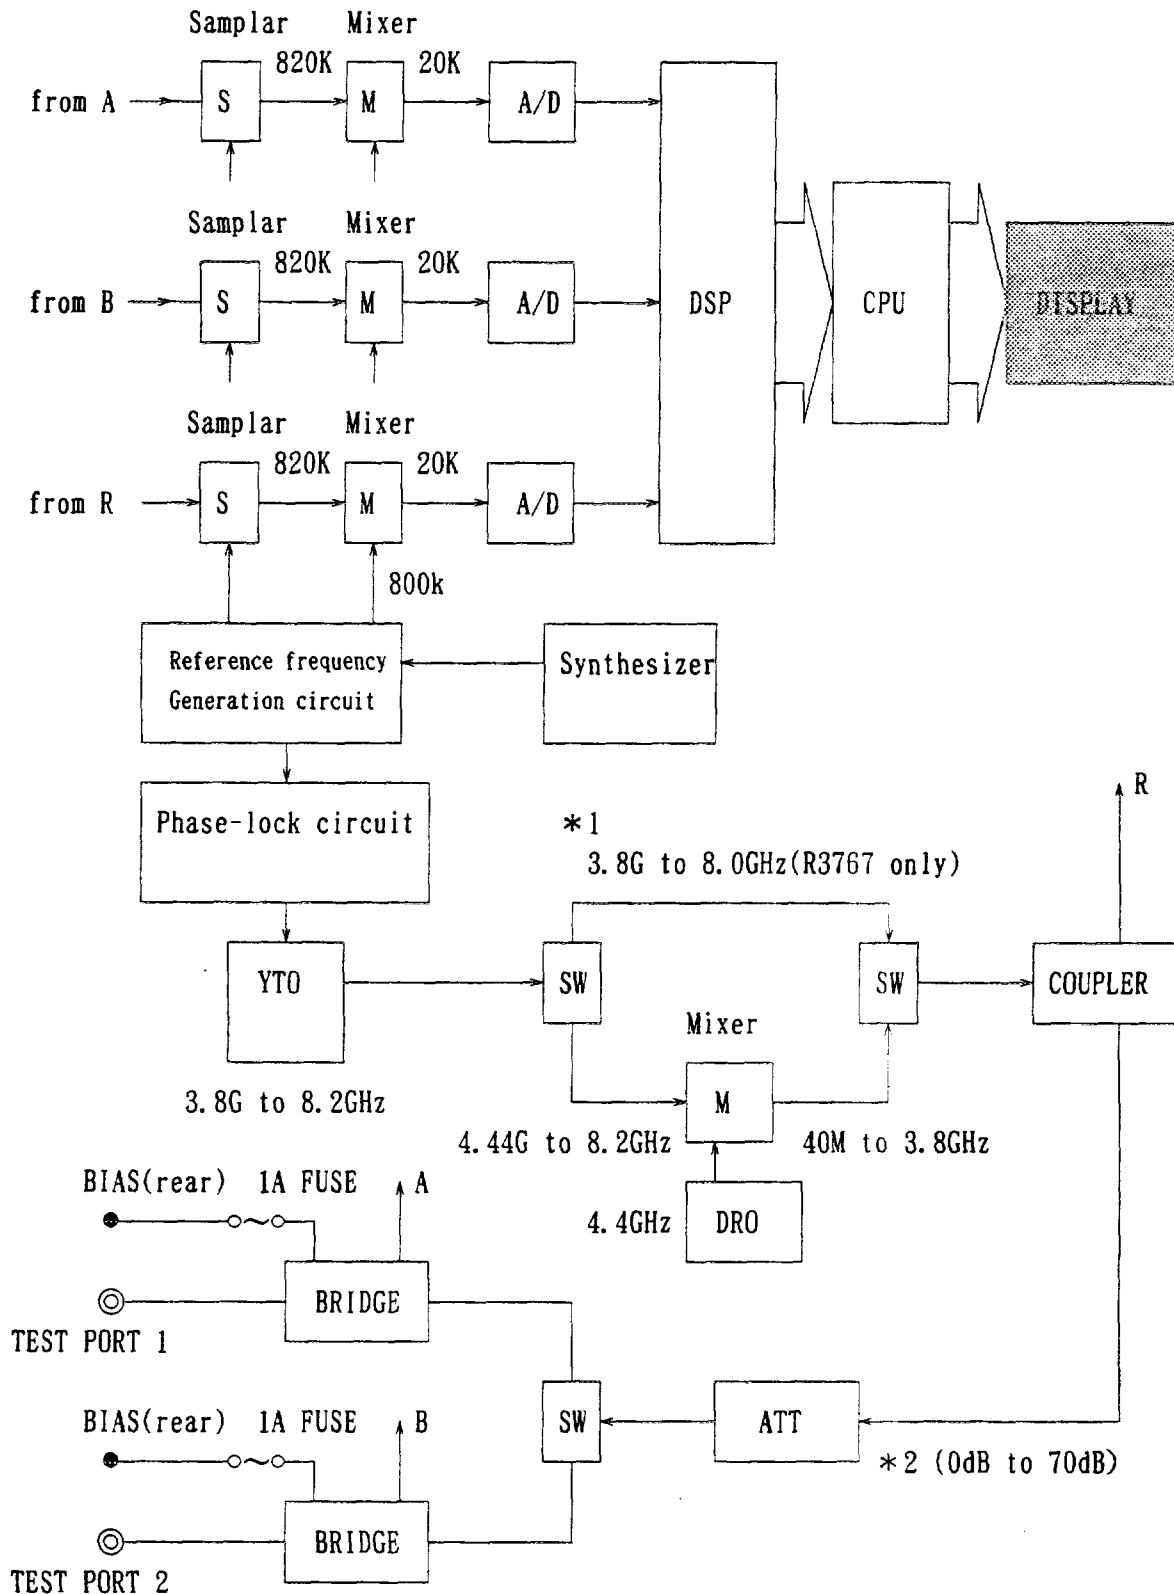 Samplar Mixer
820K 20K
from A S M A/D
Samplar Mixer
820K 20K
from B S M A/D DSP CPU DISPLAY
Samplar Mixer
820K 20K
from R S M A/D
800k
Reference frequency
Generation circuit
Synthesizer
Phase-lock circuit
R
*1
3.8G to 8.0GHz(R3767 only)
YTO SW SW COUPLER
Mixer
M
3.8G to 8.2GHz
4.44G to 8.2GHz 40M to 3.8GHz
BIAS(rear) 1A FUSE A
4.4GHz DRO
BRIDGE
TEST PORT 1
BIAS(rear) 1A FUSE B
SW ATT
*2 (0dB to 70dB)
BRIDGE
TEST PORT 2